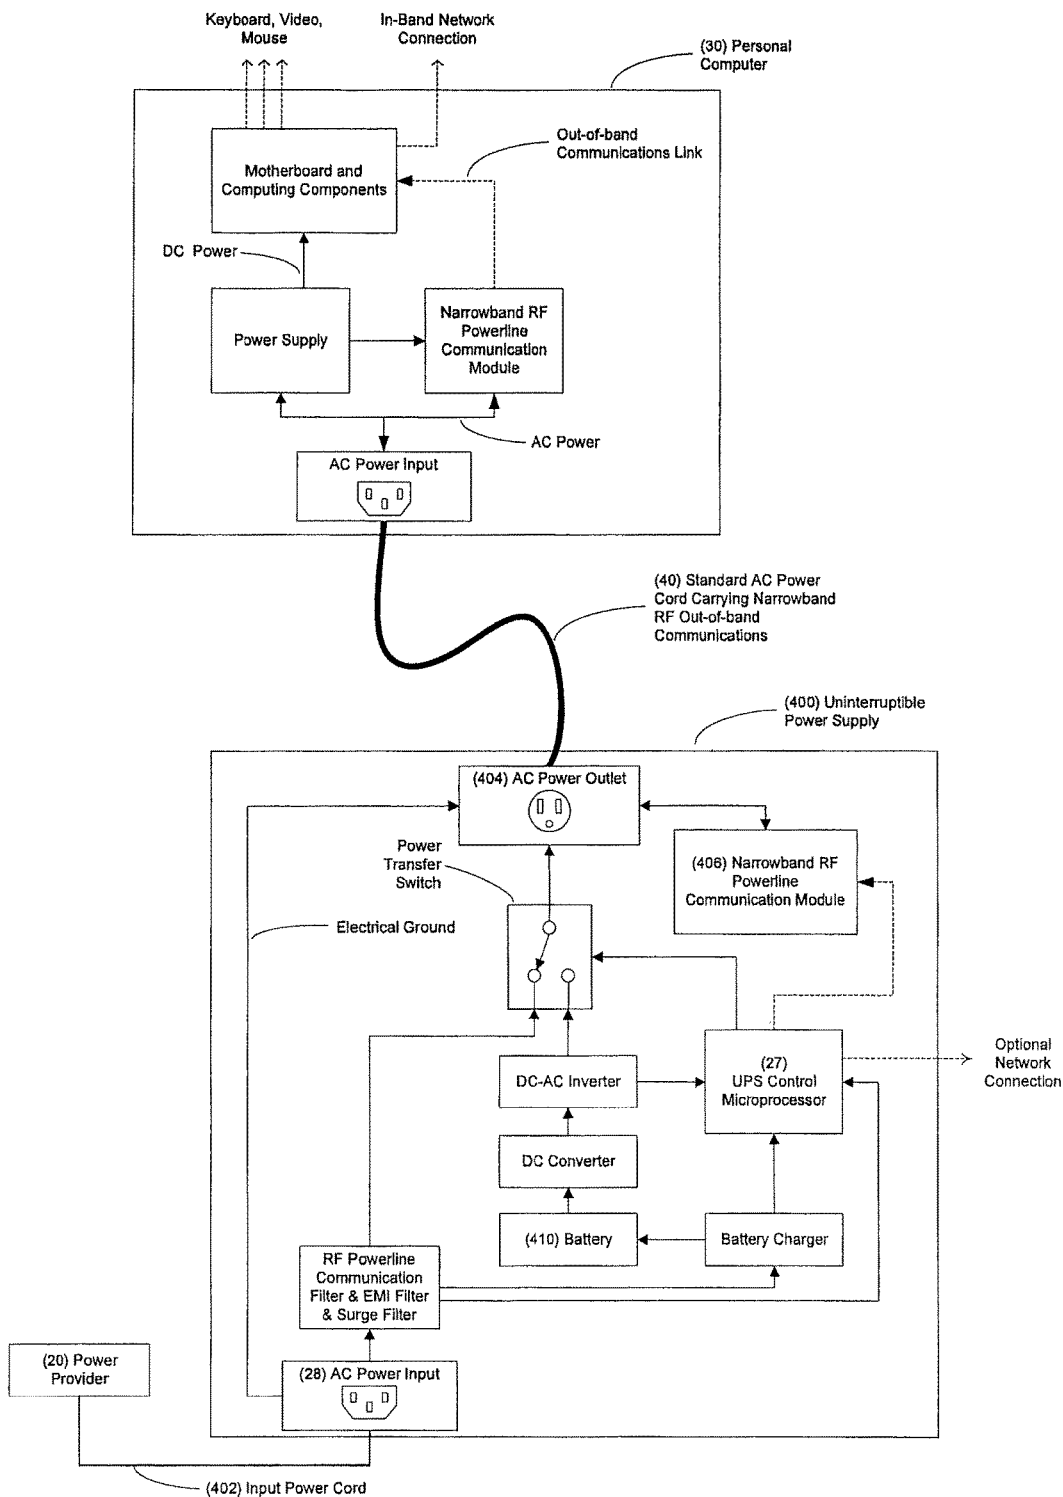 Keyboard, Video,
Mouse
In-Band Network
Connection
(30) Personal
Computer
Out-of-band
Communications Link
Motherboard and
Computing Components
DC Power
Power Supply
Narrowband RF
Powerline
Communication
Module
AC Power
AC Power Input
(40) Standard AC Power
Cord Carrying Narrowband
RF Out-of-band
Communications
(400) Uninterruptible
Power Supply
(404) AC Power Outlet
Power
Transfer
Switch
(406) Narrowband RF
Powerline
Communication Module
Electrical Ground
Optional
Network
Connection
DC-AC Inverter
(27)
UPS Control
Microprocessor
DC Converter
(410) Battery
Battery Charger
RF Powerline
Communication
Filter & EMI Filter
& Surge Filter
(20) Power
Provider
(28) AC Power Input
(402) Input Power Cord